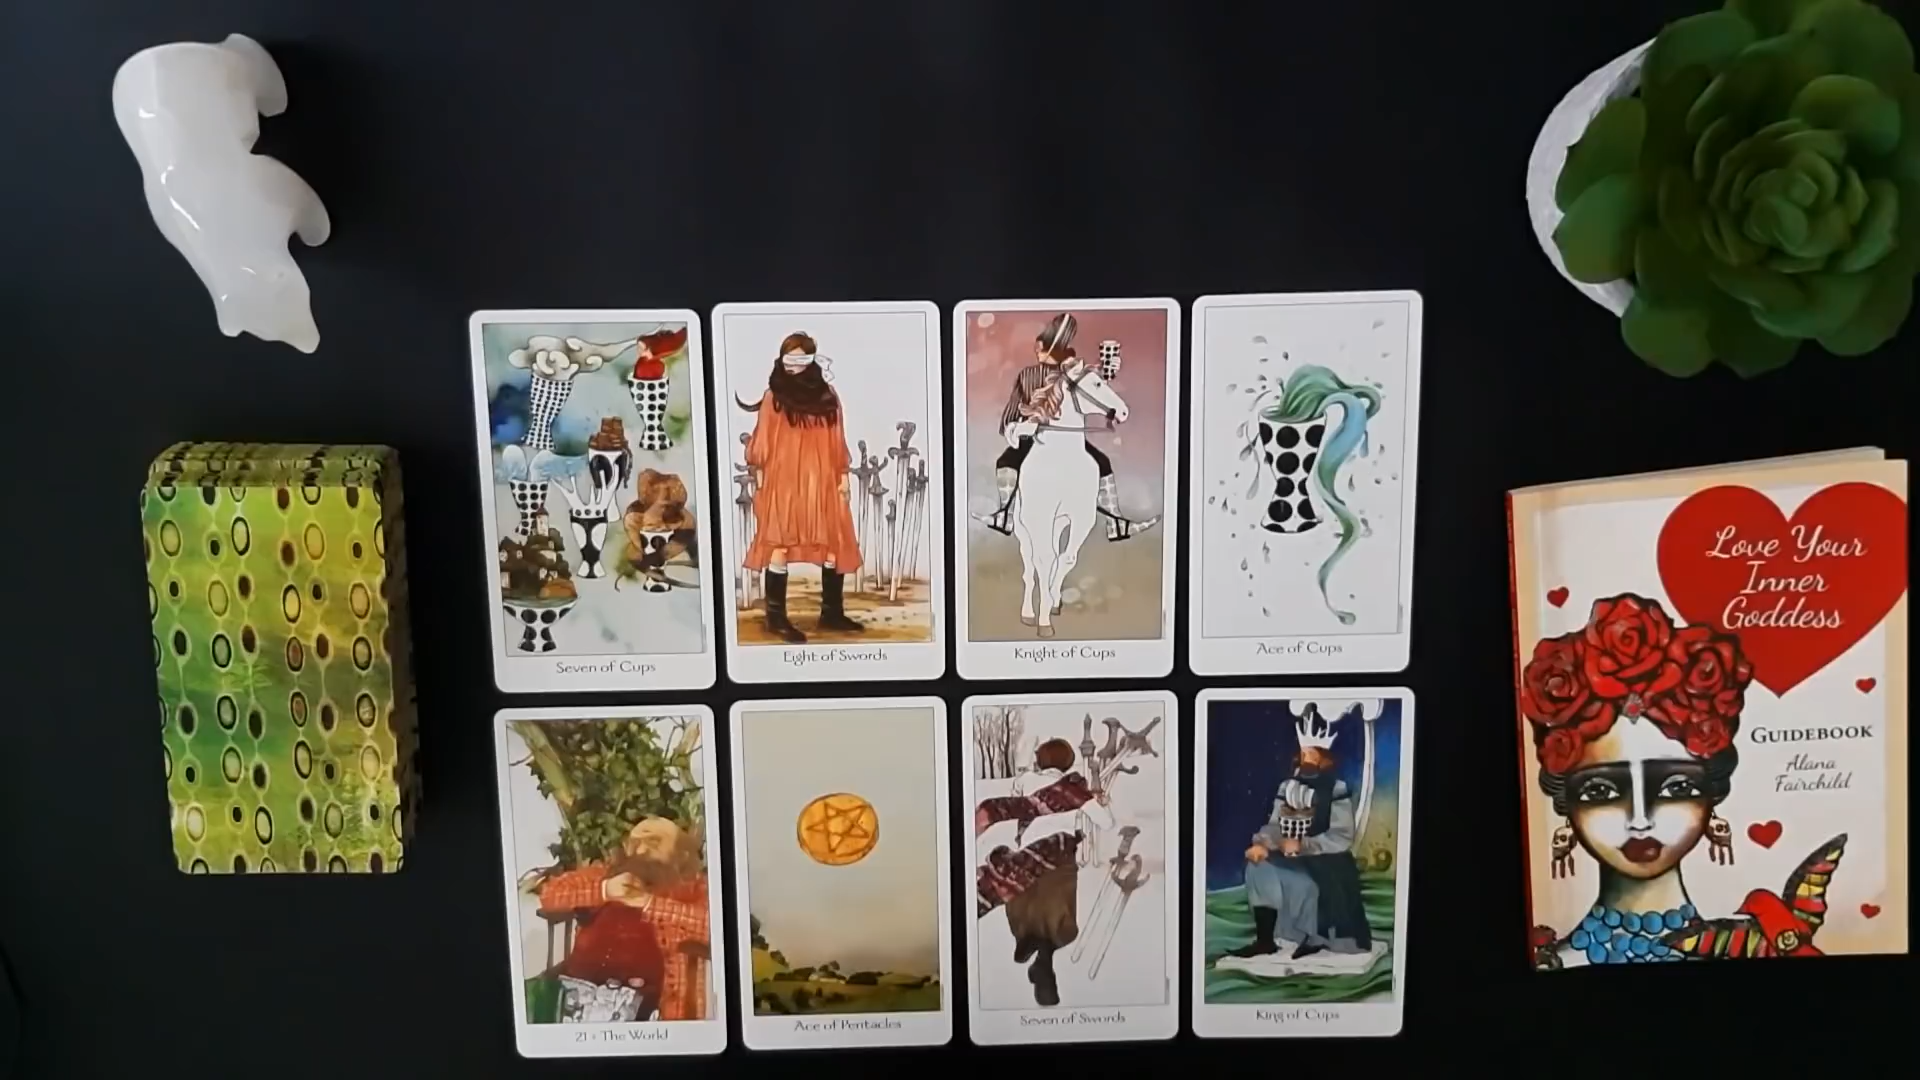 Seven of Cups
Eight of Swords
Knight of Cups
Ace of Cups
21 • The World
Ace of Pentacles
Seven of Swords
King of Cups
Love Your
Inner
Goddess
GUIDEBOOK
Alana
Fairchild